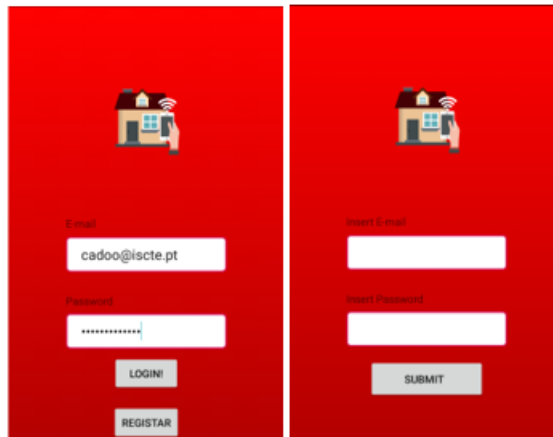 E-mail
cadoo@iscte.pt
Password
•••••••••••••
LOGIN!
REGISTAR
Insert E-mail
Insert Password
SUBMIT